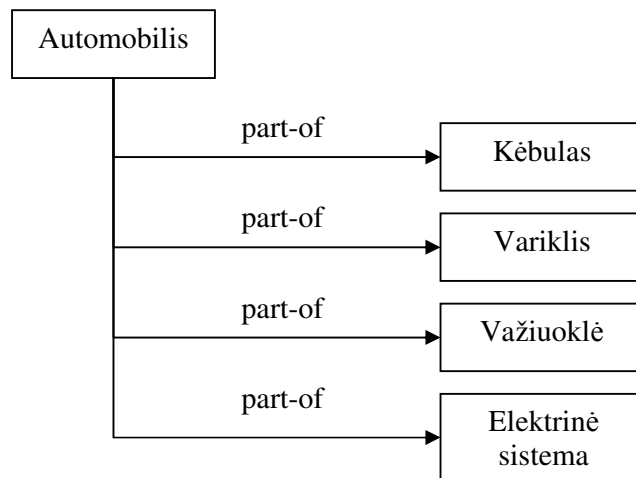 Automobilis
part-of
Kėbulas
part-of
Variklis
part-of
Važiuoklė
part-of
Elektrinė
sistema